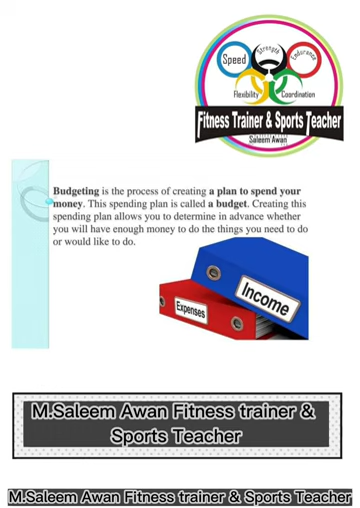 Speed
Strength
Endurance
Flexibility
Coordination
Fitness Trainer & Sports Teacher
Saleem Awan
Budgeting is the process of creating a plan to spend your
money. This spending plan is called a budget. Creating this
spending plan allows you to determine in advance whether
you will have enough money to do the things you need to do
or would like to do.
Income
Expenses
M.Saleem Awan Fitness trainer &
Sports Teacher
M.Saleem Awan Fitness trainer & Sports Teacher